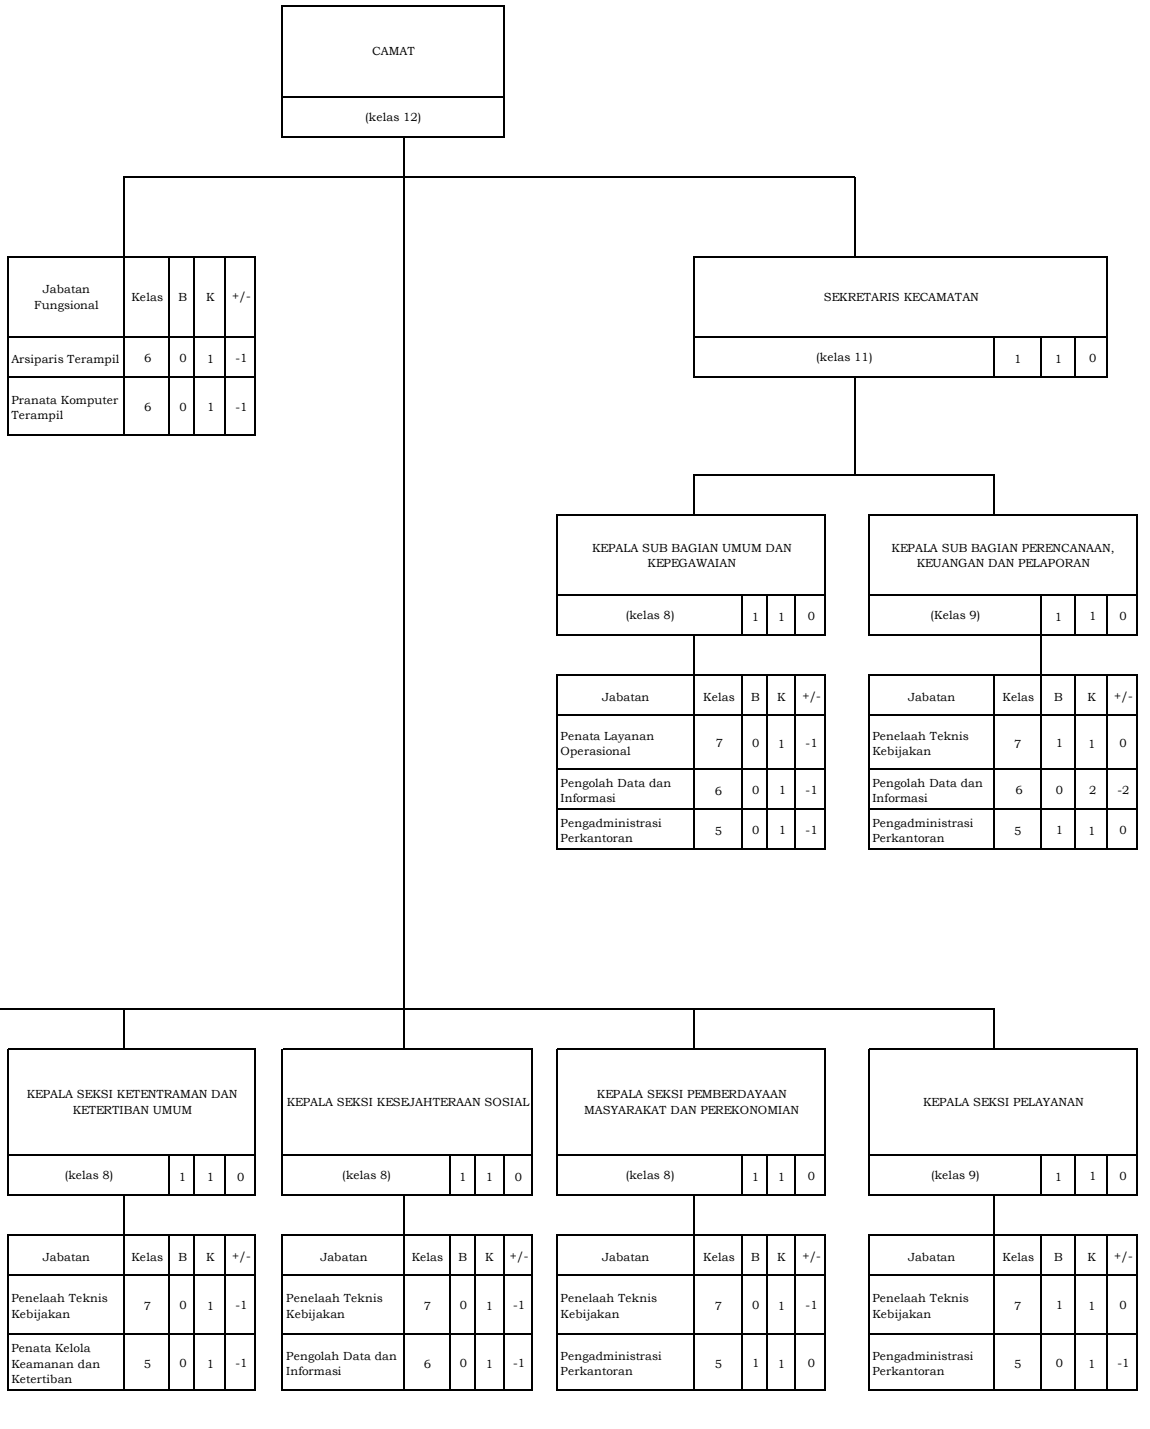 CAMAT
(kelas 12)
Jabatan
Fungsional
Kelas B K +/-
Arsiparis Terampil 6 0 1 -1
Pranata Komputer
Terampil
6 0 1 -1
SEKRETARIS KECAMATAN
(kelas 11) 1 1 0
KEPALA SUB BAGIAN UMUM DAN
KEPEGAWAIAN
(kelas 8) 1 1 0
Jabatan Kelas B K +/-
Penata Layanan
Operasional
7 0 1 -1
Pengolah Data dan
Informasi
6 0 1 -1
Pengadministrasi
Perkantoran
5 0 1 -1
KEPALA SUB BAGIAN PERENCANAAN,
KEUANGAN DAN PELAPORAN
(Kelas 9) 1 1 0
Jabatan Kelas B K +/-
Penelaah Teknis
Kebijakan
7 1 1 0
Pengolah Data dan
Informasi
6 0 2 -2
Pengadministrasi
Perkantoran
5 1 1 0
KEPALA SEKSI KETENTRAMAN DAN
KETERTIBAN UMUM
(kelas 8) 1 1 0
Jabatan Kelas B K +/-
Penelaah Teknis
Kebijakan
7 0 1 -1
Penata Kelola
Keamanan dan
Ketertiban
5 0 1 -1
KEPALA SEKSI KESEJAHTERAAN SOSIAL
(kelas 8) 1 1 0
Jabatan Kelas B K +/-
Penelaah Teknis
Kebijakan
7 0 1 -1
Pengolah Data dan
Informasi
6 0 1 -1
KEPALA SEKSI PEMBERDAYAAN
MASYARAKAT DAN PEREKONOMIAN
(kelas 8) 1 1 0
Jabatan Kelas B K +/-
Penelaah Teknis
Kebijakan
7 0 1 -1
Pengadministrasi
Perkantoran
5 1 1 0
KEPALA SEKSI PELAYANAN
(kelas 9) 1 1 0
Jabatan Kelas B K +/-
Penelaah Teknis
Kebijakan
7 1 1 0
Pengadministrasi
Perkantoran
5 0 1 -1